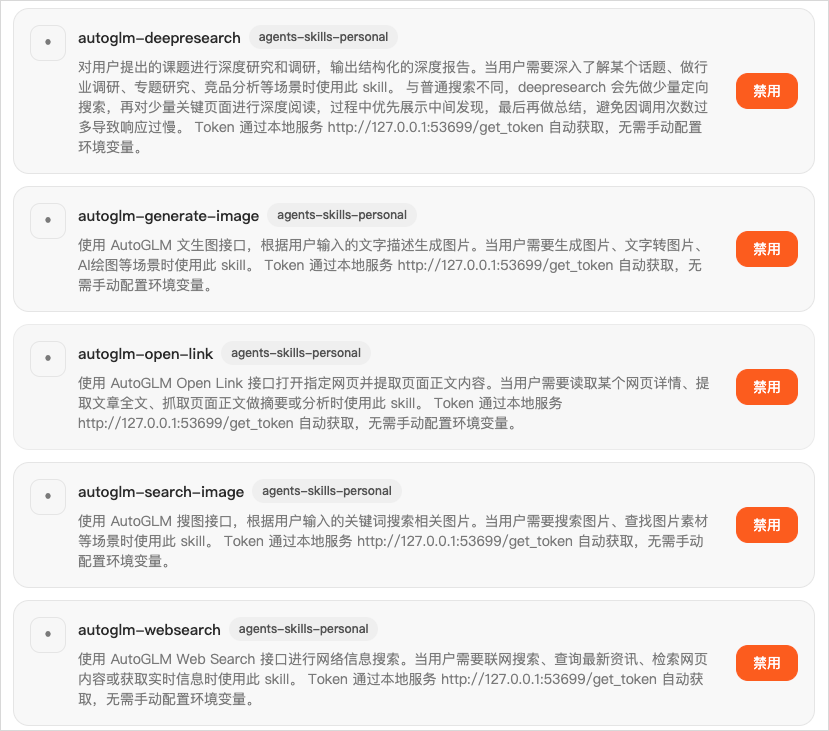 autoglm-deepresearch agents-skills-personal
对用户提出的课题进行深度研究和调研，输出结构化的深度报告。当用户需要深入了解某个话题、做行
业调研、专题研究、竞品分析等场景时使用此 skill。 与普通搜索不同，deepresearch 会先做少量定向
搜索，再对少量关键页面进行深度阅读，过程中优先展示中间发现，最后再做总结，避免因调用次数过
多导致响应过慢。 Token 通过本地服务 http://127.0.0.1:53699/get_token 自动获取，无需手动配置
环境变量。
禁用
autoglm-generate-image agents-skills-personal
使用 AutoGLM 文生图接口，根据用户输入的文字描述生成图片。当用户需要生成图片、文字转图片、
AI绘图等场景时使用此 skill。 Token 通过本地服务 http://127.0.0.1:53699/get_token 自动获取，无
需手动配置环境变量。
禁用
autoglm-open-link agents-skills-personal
使用 AutoGLM Open Link 接口打开指定网页并提取页面正文内容。当用户需要读取某个网页详情、提
取文章全文、抓取页面正文做摘要或分析时使用此 skill。 Token 通过本地服务
http://127.0.0.1:53699/get_token 自动获取，无需手动配置环境变量。
禁用
autoglm-search-image agents-skills-personal
使用 AutoGLM 搜图接口，根据用户输入的关键词搜索相关图片。当用户需要搜索图片、查找图片素材
等场景时使用此 skill。 Token 通过本地服务 http://127.0.0.1:53699/get_token 自动获取，无需手动
配置环境变量。
禁用
autoglm-websearch agents-skills-personal
使用 AutoGLM Web Search 接口进行网络信息搜索。当用户需要联网搜索、查询最新资讯、检索网页
内容或获取实时信息时使用此 skill。 Token 通过本地服务 http://127.0.0.1:53699/get_token 自动获
取，无需手动配置环境变量。
禁用